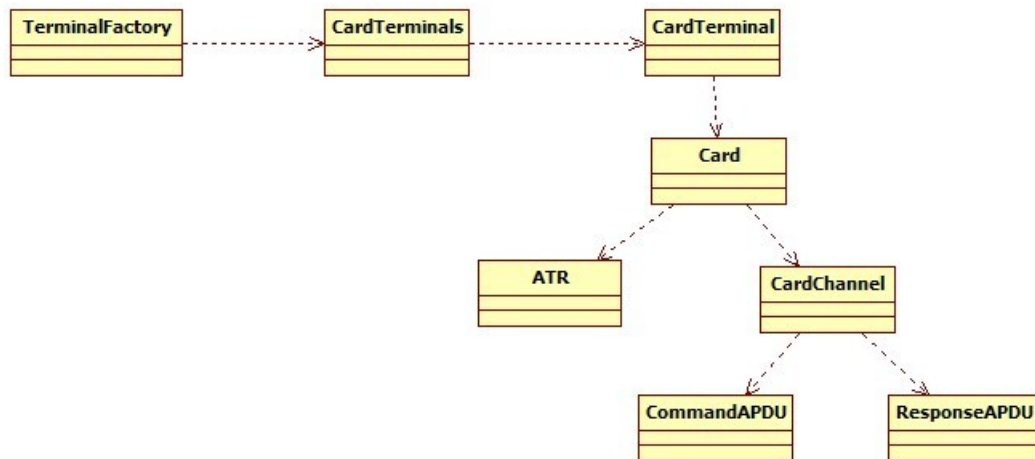 TerminalFactory
CardTerminals
CardTerminal
Card
ATR
CardChannel
CommandAPDU
ResponseAPDU